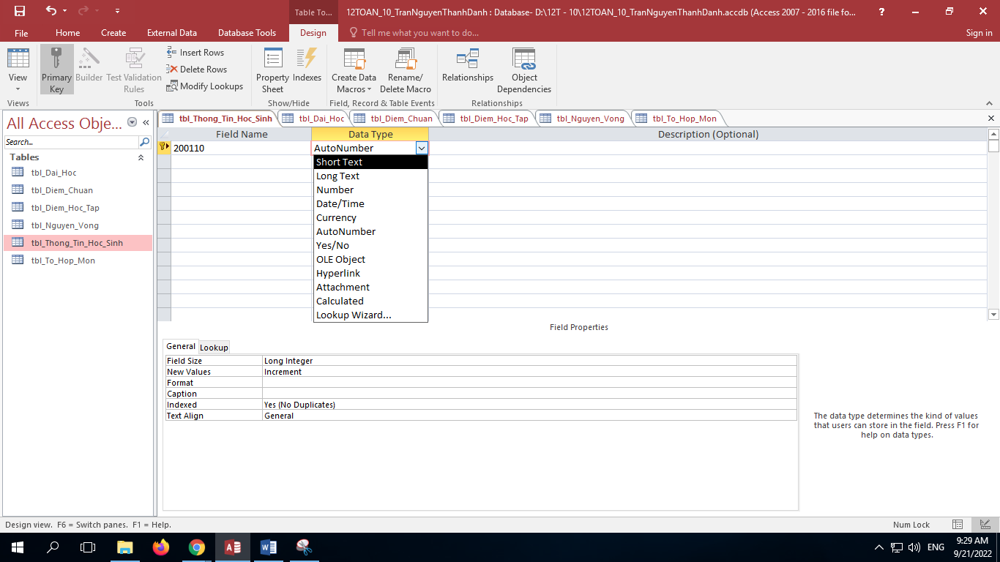 Table To...
12TOAN_10_TranNguyenThanhDanh : Database- D:\12T - 10\12TOAN_10_TranNguyenThanhDanh.accdb (Access 2007 - 2016 file fo...
?
File Home Create External Data Database Tools Design Tell me what you want to do... Sign in
View
Primary Key
Builder
Test Validation Rules
Insert Rows
Delete Rows
Modify Lookups
Property Sheet
Indexes
Create Data Macros
Rename/ Delete Macro
Relationships
Object Dependencies
Views Tools Show/Hide Field, Record & Table Events Relationships
All Access Obje...
Search...
Tables
tbl_Dai_Hoc
tbl_Diem_Chuan
tbl_Diem_Hoc_Tap
tbl_Nguyen_Vong
tbl_Thong_Tin_Hoc_Sinh
tbl_To_Hop_Mon
tbl_Thong_Tin_Hoc_Sinh tbl_Dai_Hoc tbl_Diem_Chuan tbl_Diem_Hoc_Tap tbl_Nguyen_Vong tbl_To_Hop_Mon
Field Name Data Type Description (Optional)
200110 AutoNumber
Short Text
Long Text
Number
Date/Time
Currency
AutoNumber
Yes/No
OLE Object
Hyperlink
Attachment
Calculated
Lookup Wizard...
Field Properties
General Lookup
Field Size Long Integer
New Values Increment
Format
Caption
Indexed Yes (No Duplicates)
Text Align General
The data type determines the kind of values
that users can store in the field. Press F1 for
help on data types.
Design view. F6 = Switch panes. F1 = Help.
Num Lock
ENG
9:29 AM
9/21/2022